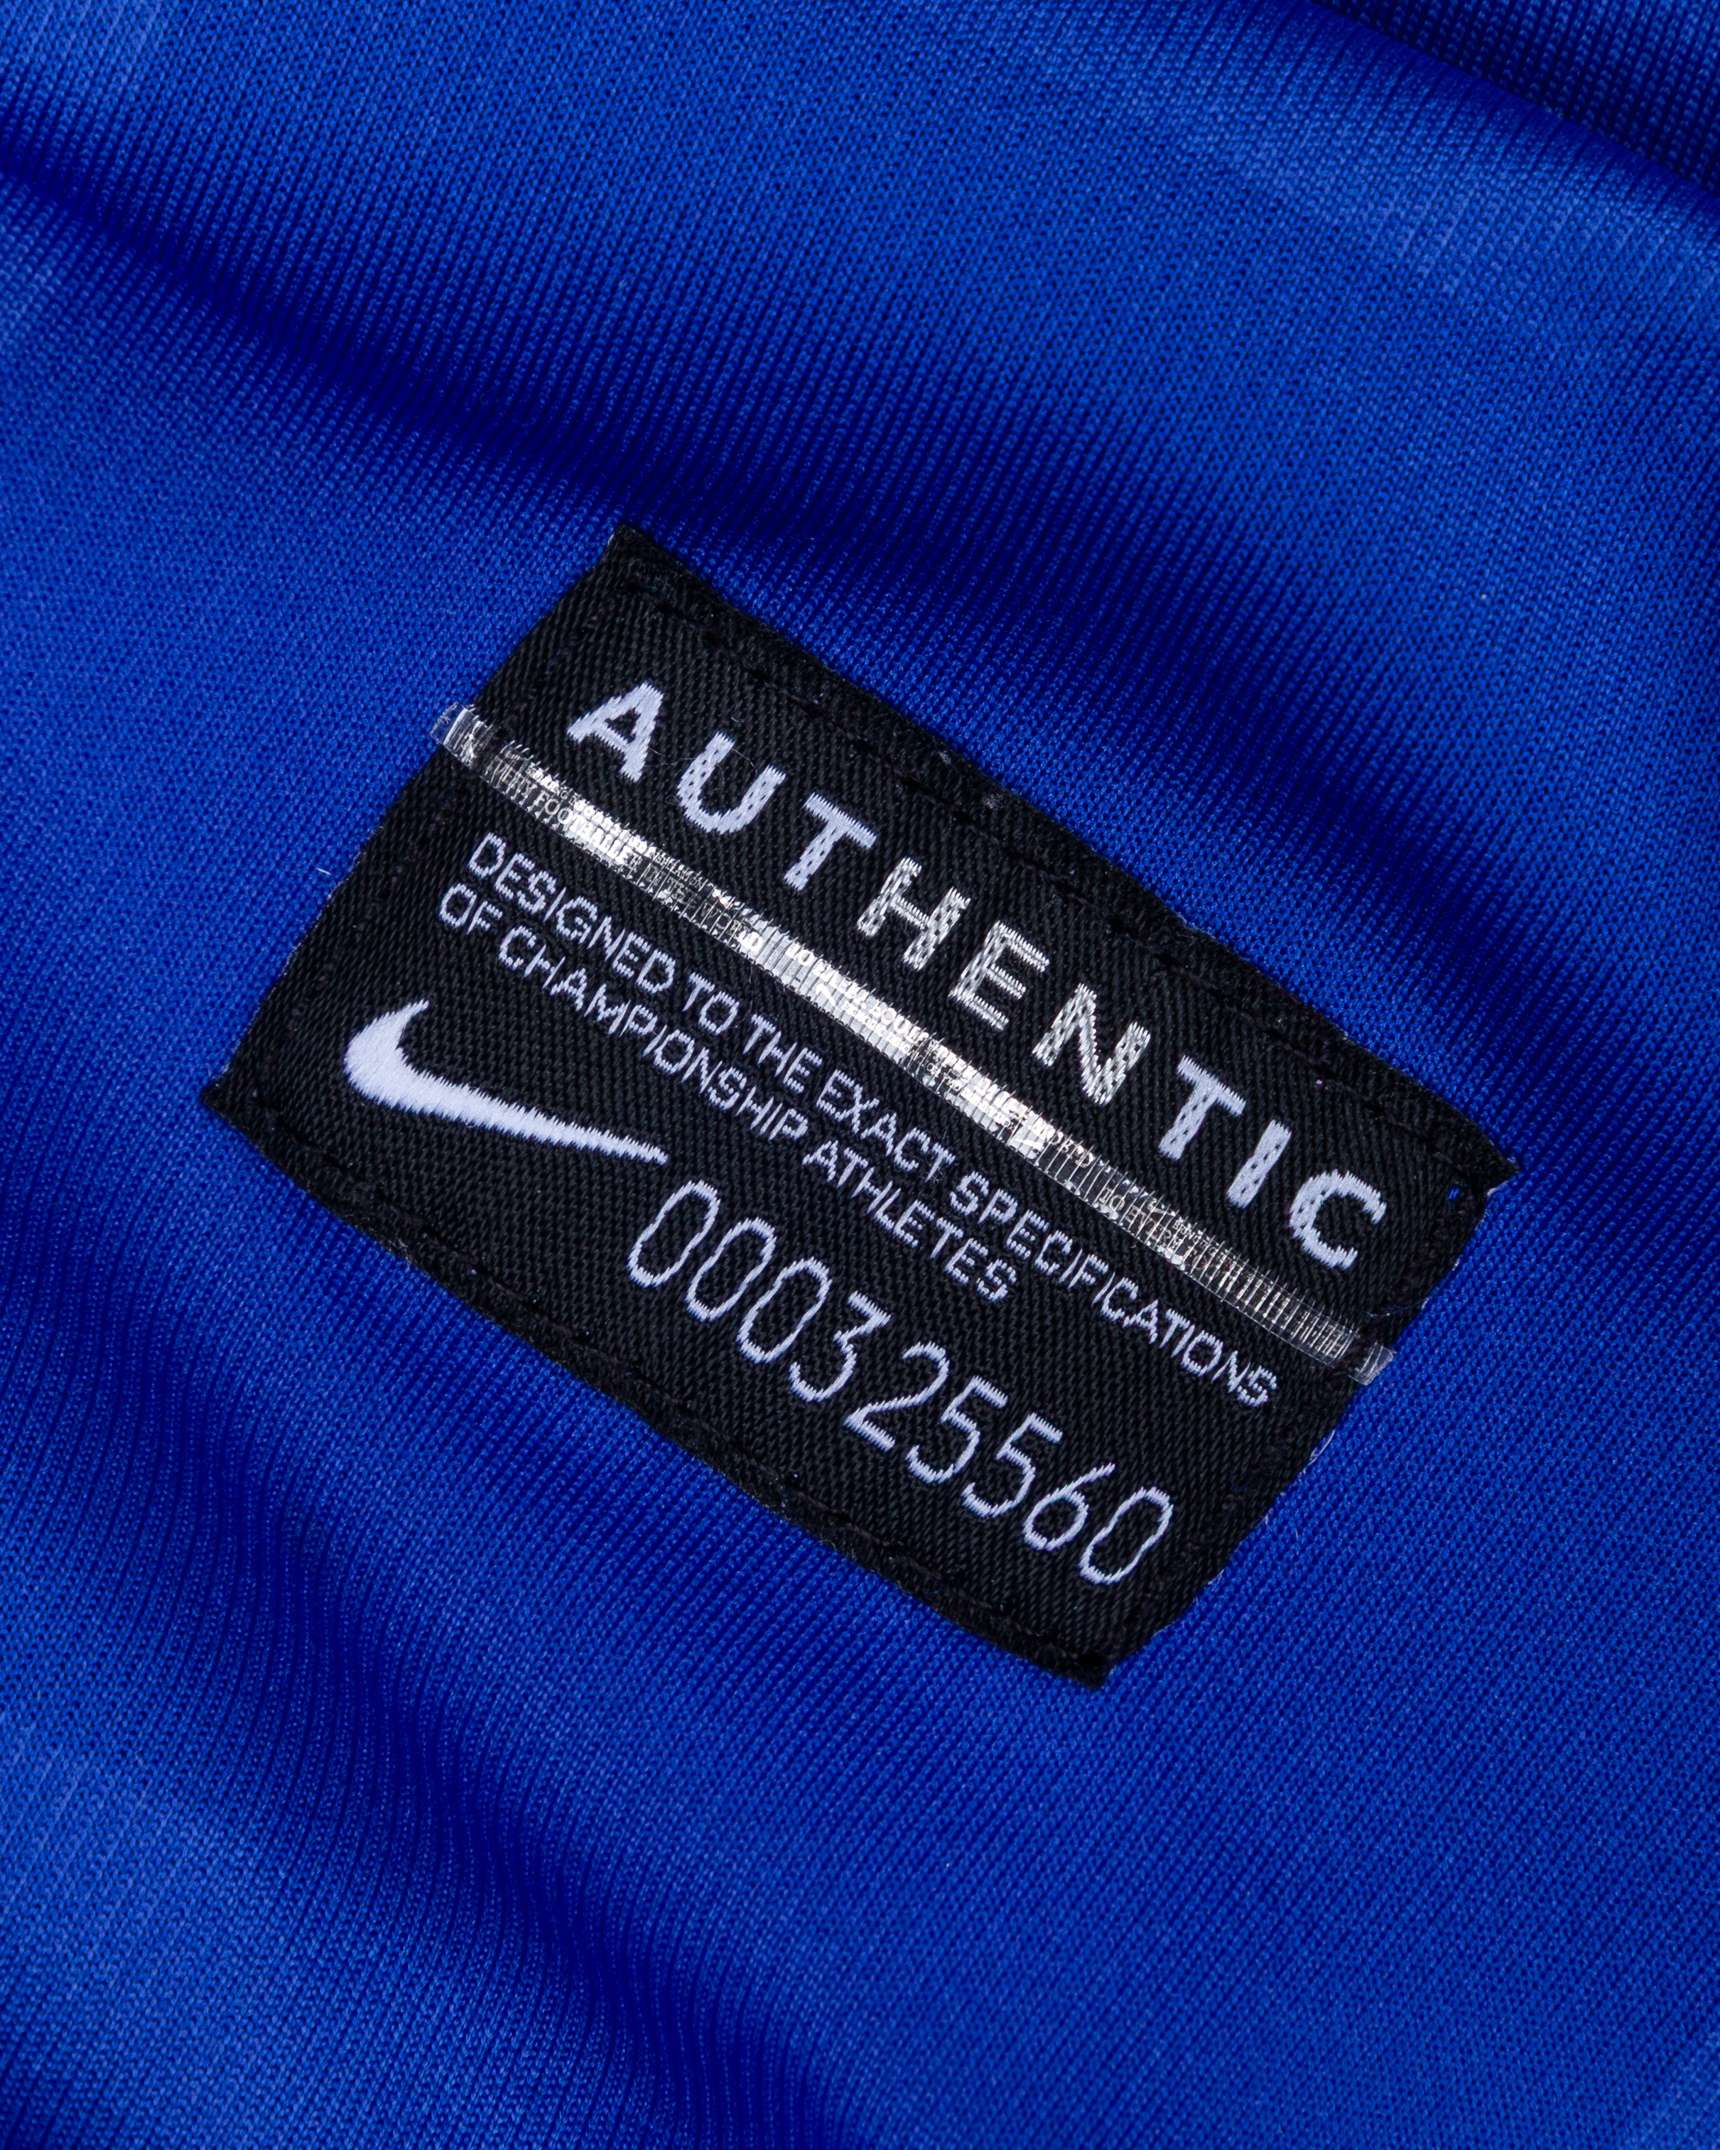 AUTHENTIC
DESIGNED TO THE EXACT SPECIFICATIONS
OF CHAMPIONSHIP ATHLETES
000325560